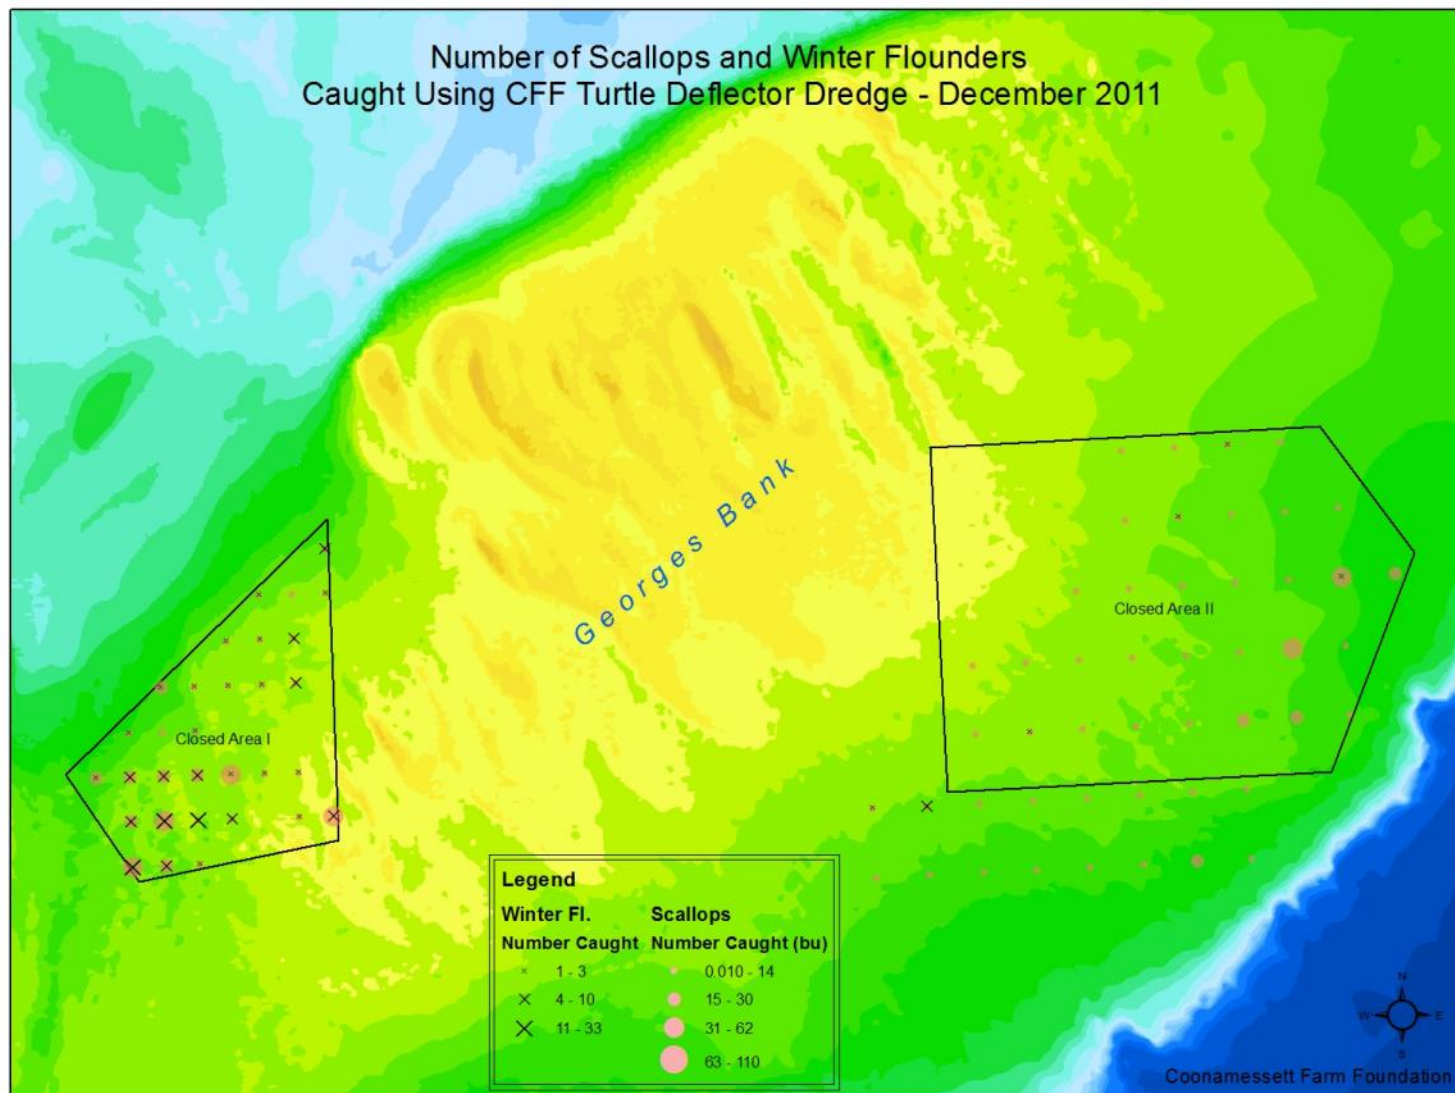 Number of Scallops and Winter Flounders
Caught Using CFF Turtle Deflector Dredge - December 2011
Georges Bank
Closed Area II
Closed Area I
Legend
Winter Fl. Scallops
Number Caught Number Caught (bu)
1 - 3 0.010 - 14
4 - 10 15 - 30
11 - 33 31 - 62
63 - 110
N
W E
S
Coonamessett Farm Foundation